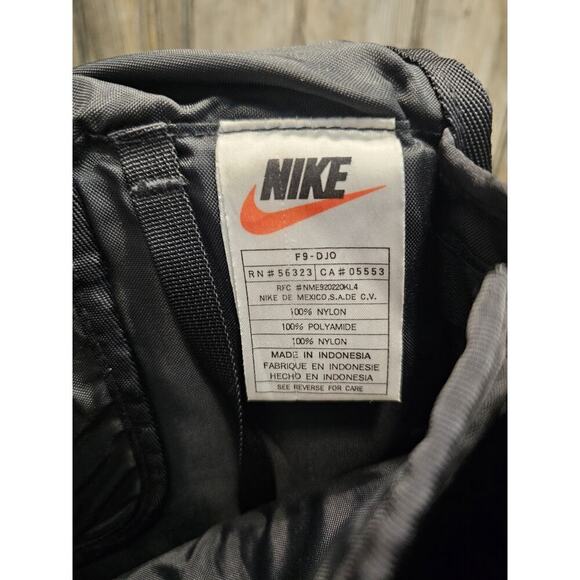 NIKE
F9-DJO
RN # 56323 CA # 05553
RFC #NME920220KL4
NIKE DE MEXICO,S.A.DE C.V.
100% NYLON
100% POLYAMIDE
100% NYLON
MADE IN INDONESIA
FABRIQUE EN INDONESIE
HECHO EN INDONESIA
SEE REVERSE FOR CARE